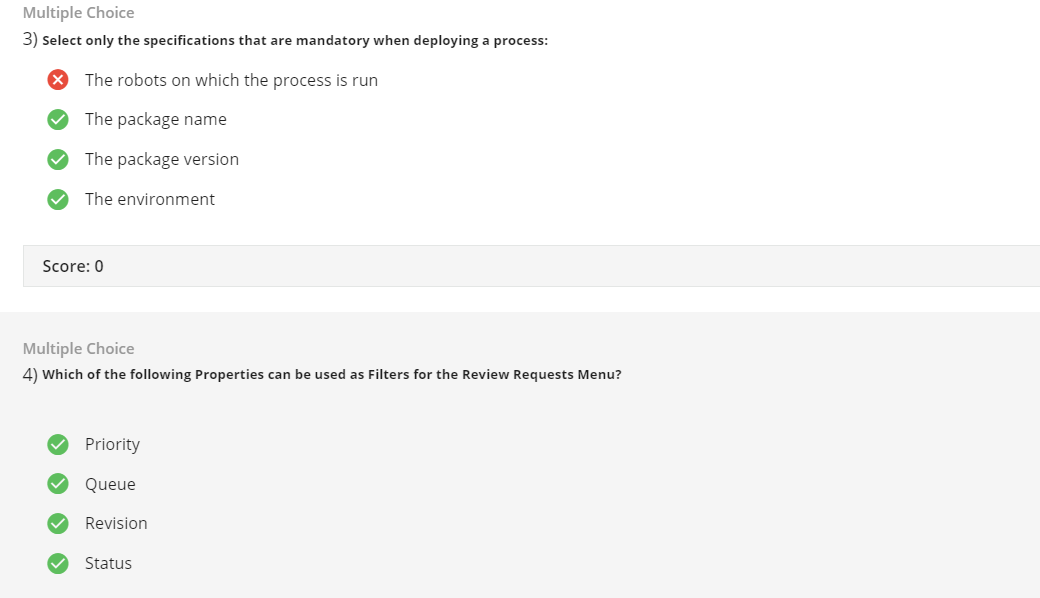 Multiple Choice
3) Select only the specifications that are mandatory when deploying a process:
The robots on which the process is run
The package name
The package version
The environment
Score: 0
Multiple Choice
4) Which of the following Properties can be used as Filters for the Review Requests Menu?
Priority
Queue
Revision
Status